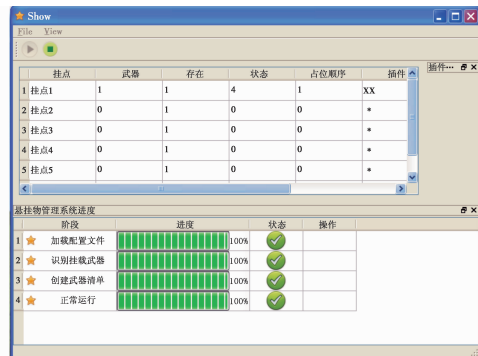 Show
File View
插件…
挂点 武器 存在 状态 占位顺序 插件
1 挂点1 1 1 4 1 XX
2 挂点2 0 1 0 0 *
3 挂点3 0 1 0 0 *
4 挂点4 0 1 0 0 *
5 挂点5 0 1 0 0 *
悬挂物管理系统进度
阶段 进度 状态 操作
1 加载配置文件 100%
2 识别挂载武器 100%
3 创建武器清单 100%
4 正常运行 100%